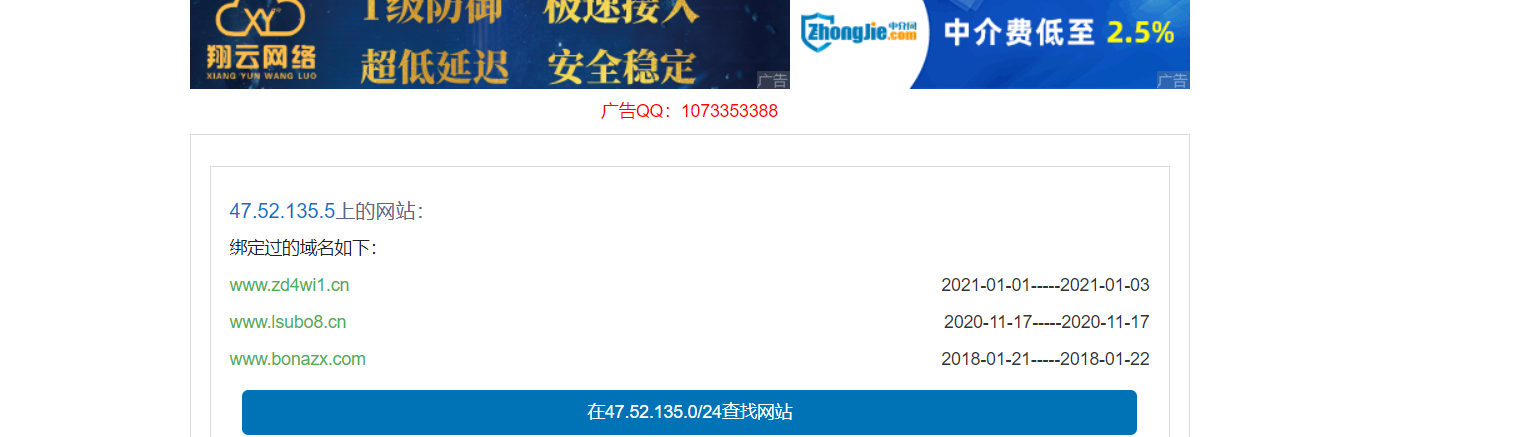 1级防御 极速接入
翔云网络
XIANG YUN WANG LUO
超低延迟 安全稳定
广告
ZhongJie.com
中介网
中介费低至 2.5%
广告
广告QQ：1073353388
47.52.135.5上的网站：
绑定过的域名如下：
www.zd4wi1.cn 2021-01-01-----2021-01-03
www.lsubo8.cn 2020-11-17-----2020-11-17
www.bonazx.com 2018-01-21-----2018-01-22
在47.52.135.0/24查找网站